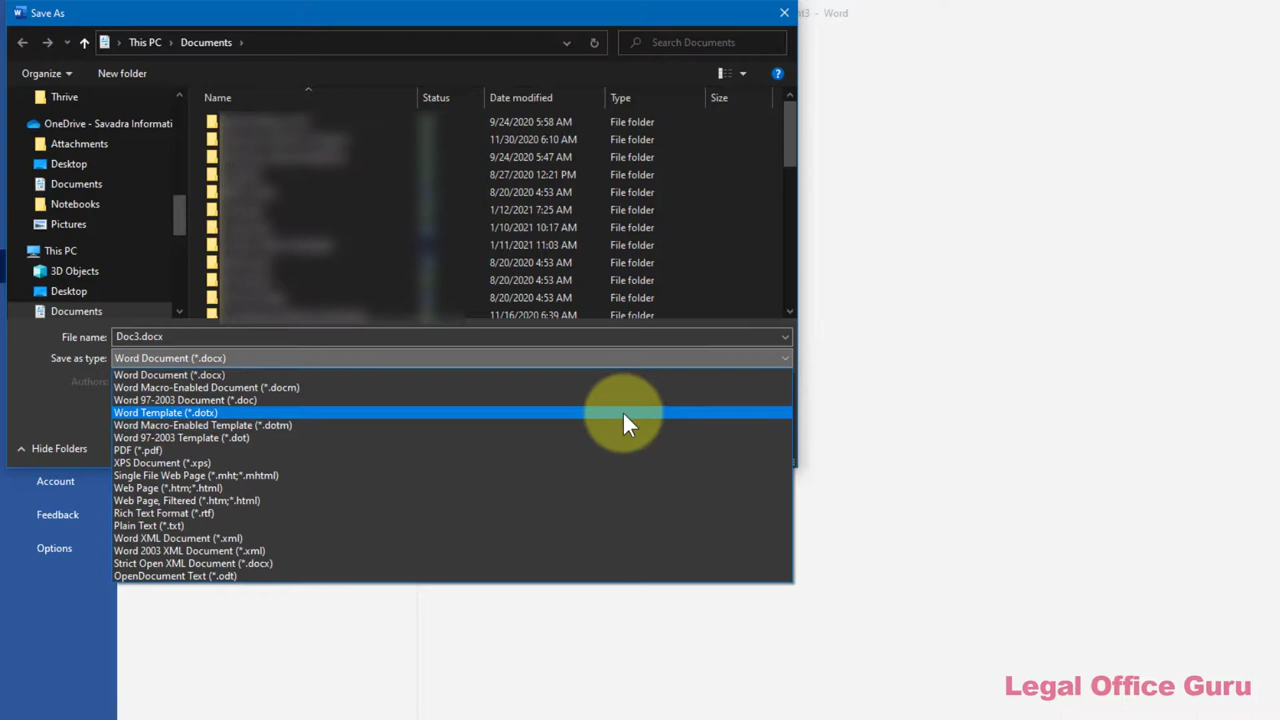 Save As
nt3 - Word
This PC
Documents
Search Documents
Organize
New folder
?
Thrive
OneDrive - Savadra Informati
Attachments
Desktop
Documents
Notebooks
Pictures
This PC
3D Objects
Desktop
Documents
Name Status Date modified Type Size
9/24/2020 5:58 AM File folder
11/30/2020 6:10 AM File folder
9/24/2020 5:47 AM File folder
8/27/2020 12:21 PM File folder
8/20/2020 4:53 AM File folder
1/12/2021 7:25 AM File folder
1/10/2021 10:17 AM File folder
1/11/2021 11:03 AM File folder
8/20/2020 4:53 AM File folder
8/20/2020 4:53 AM File folder
8/20/2020 4:53 AM File folder
11/16/2020 6:39 AM File folder
File name: Doc3.docx
Save as type: Word Document (*.docx)
Authors:
Word Document (*.docx)
Word Macro-Enabled Document (*.docm)
Word 97-2003 Document (*.doc)
Word Template (*.dotx)
Word Macro-Enabled Template (*.dotm)
Word 97-2003 Template (*.dot)
PDF (*.pdf)
XPS Document (*.xps)
Single File Web Page (*.mht;*.mhtml)
Web Page (*.htm;*.html)
Web Page, Filtered (*.htm;*.html)
Rich Text Format (*.rtf)
Plain Text (*.txt)
Word XML Document (*.xml)
Word 2003 XML Document (*.xml)
Strict Open XML Document (*.docx)
OpenDocument Text (*.odt)
Hide Folders
Account
Feedback
Options
Legal Office Guru